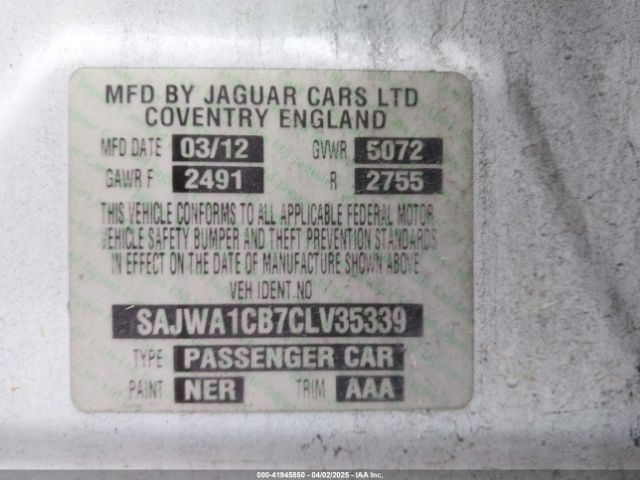 MFD BY JAGUAR CARS LTD
COVENTRY ENGLAND
MFD DATE 03/12 GVWR 5072
GAWR F 2491 R 2755
THIS VEHICLE CONFORMS TO ALL APPLICABLE FEDERAL MOTOR
VEHICLE SAFETY BUMPER AND THEFT PREVENTION STANDARDS
IN EFFECT ON THE DATE OF MANUFACTURE SHOWN ABOVE
VEH IDENT.NO
SAJWA1CB7CLV35339
TYPE PASSENGER CAR
PAINT NER TRIM AAA
000-41945850 - 04/02/2025 - IAA Inc.